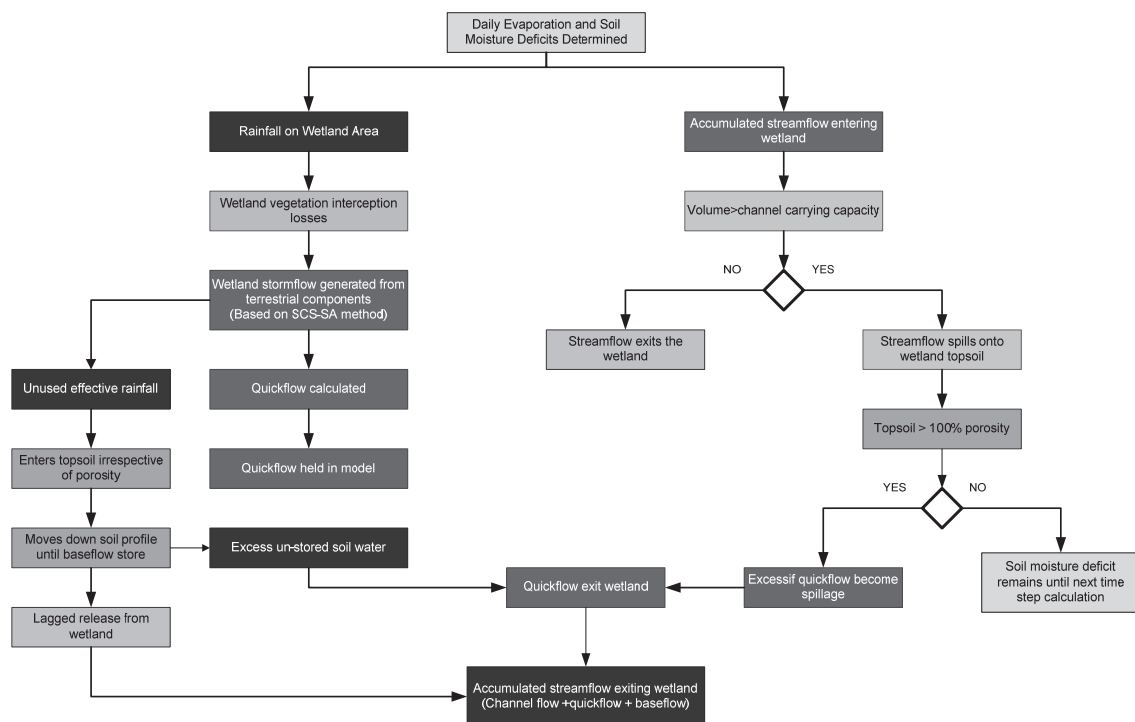 Daily Evaporation and Soil
Moisture Deficits Determined
Rainfall on Wetland Area
Accumulated streamflow entering
wetland
Wetland vegetation interception
losses
Volume>channel carrying capacity
NO
YES
Wetland stormflow generated from
terrestrial components
(Based on SCS-SA method)
Streamflow exits the
wetland
Streamflow spills onto
wetland topsoil
Unused effective rainfall
Quickflow calculated
Topsoil > 100% porosity
Enters topsoil irrespective
of porosity
Quickflow held in model
YES
NO
Moves down soil profile
until baseflow store
Excess un-stored soil water
Quickflow exit wetland
Excessif quickflow become
spillage
Soil moisture deficit
remains until next time
step calculation
Lagged release from
wetland
Accumulated streamflow exiting wetland
(Channel flow +quickflow + baseflow)